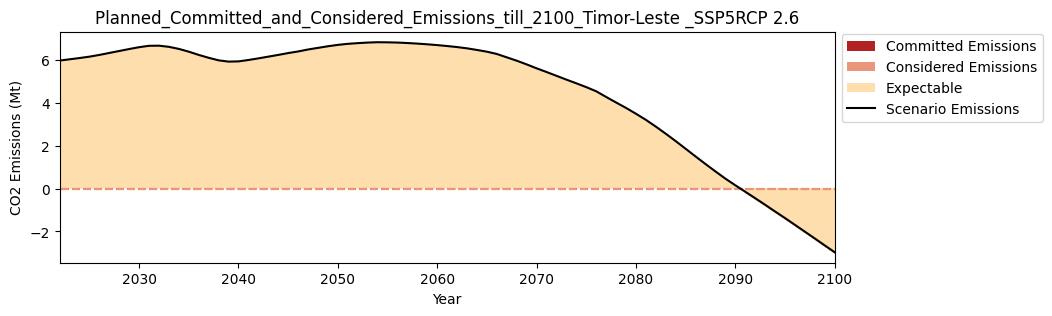 Planned_Committed_and_Considered_Emissions_till_2100_Timor-Leste _SSP5RCP 2.6
Committed Emissions
Considered Emissions
Expectable
Scenario Emissions
CO2 Emissions (Mt)
6
4
2
0
−2
2030 2040 2050 2060 2070 2080 2090 2100
Year